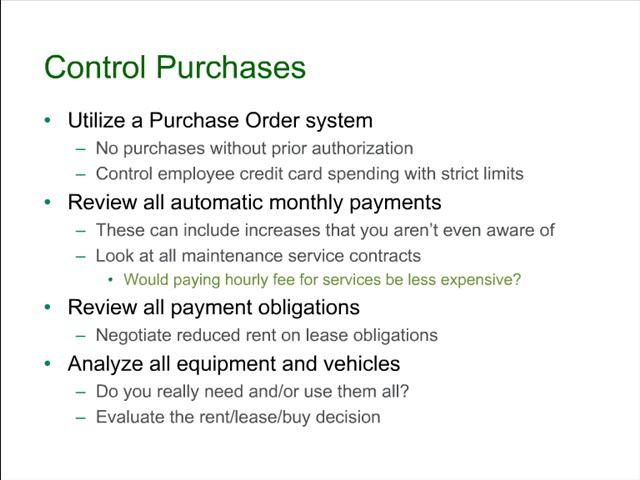 Control Purchases
• Utilize a Purchase Order system
– No purchases without prior authorization
– Control employee credit card spending with strict limits
• Review all automatic monthly payments
– These can include increases that you aren't even aware of
– Look at all maintenance service contracts
• Would paying hourly fee for services be less expensive?
• Review all payment obligations
– Negotiate reduced rent on lease obligations
• Analyze all equipment and vehicles
– Do you really need and/or use them all?
– Evaluate the rent/lease/buy decision